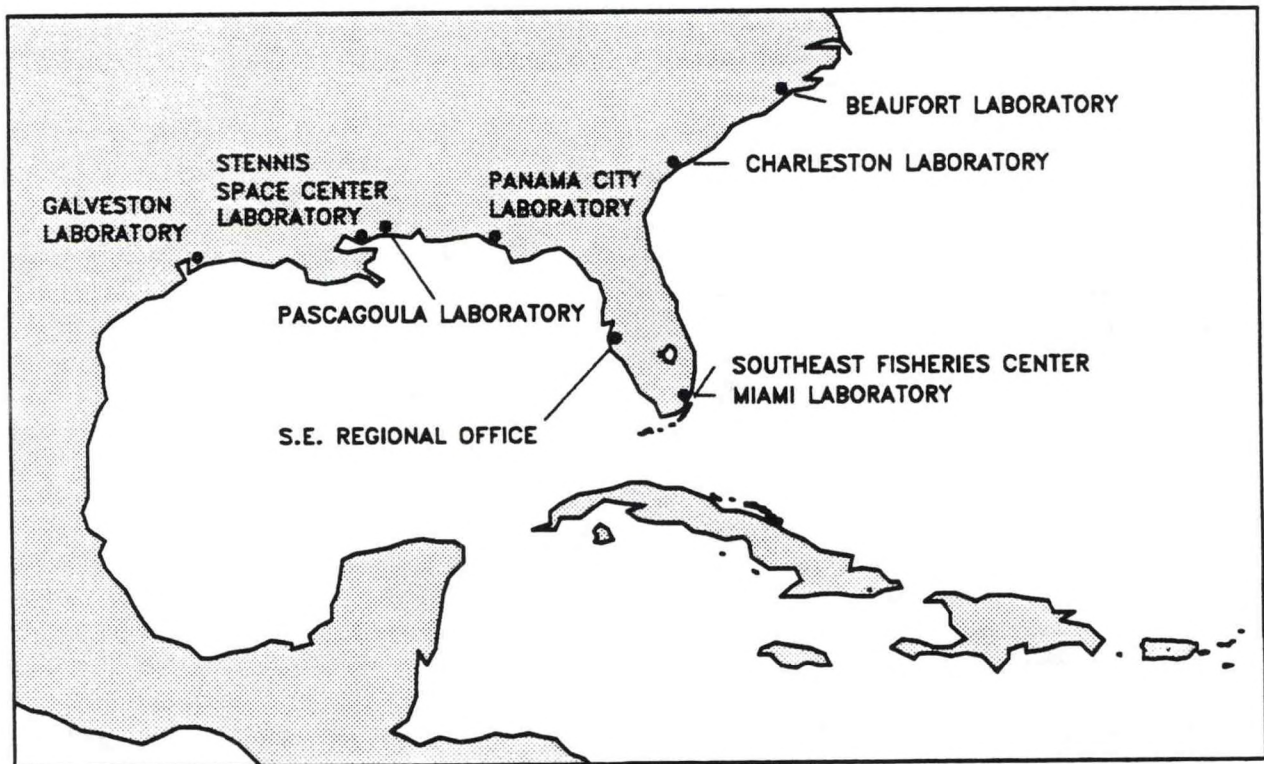 BEAUFORT LABORATORY
CHARLESTON LABORATORY
STENNIS
SPACE CENTER
LABORATORY
PANAMA CITY
LABORATORY
GALVESTON
LABORATORY
PASCAGOULA LABORATORY
SOUTHEAST FISHERIES CENTER
MIAMI LABORATORY
S.E. REGIONAL OFFICE